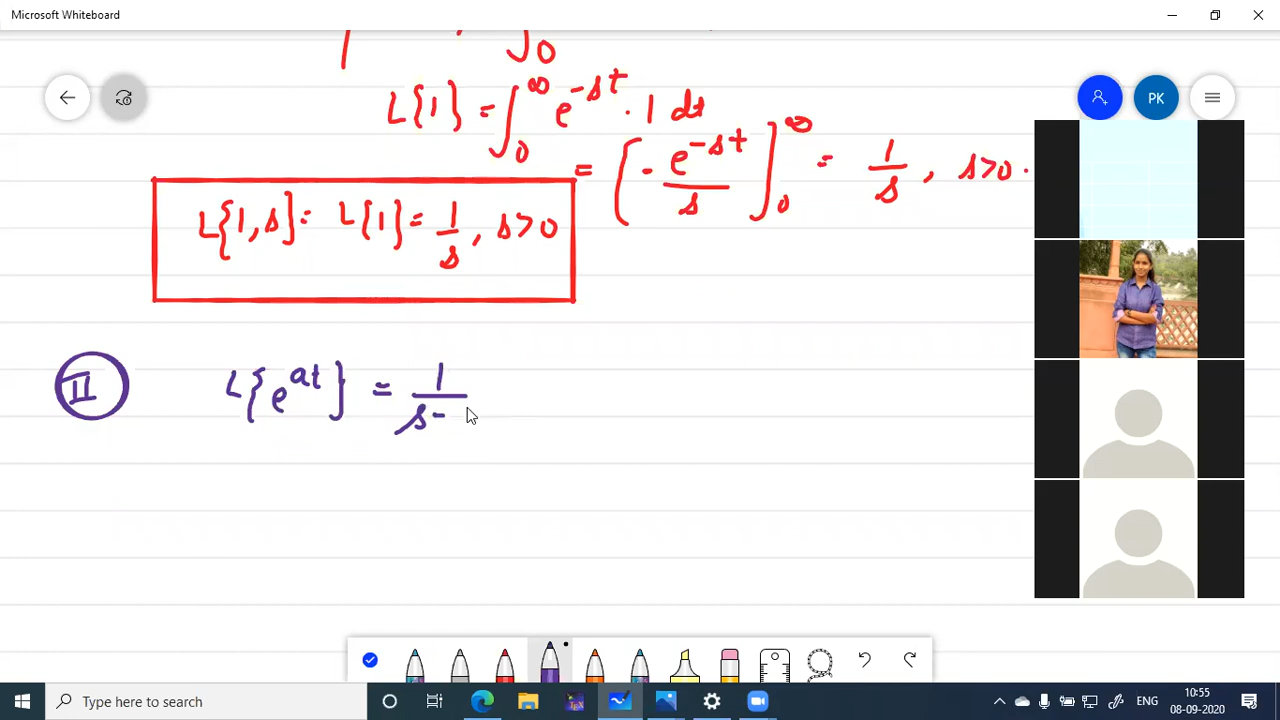 Microsoft Whiteboard
PK
L{1} = ∫₀^∞ e^{-st} · 1 dt
= [-e^{-st}/s]₀^∞ = 1/s, s>0.
L{1,s} = L{1} = 1/s, s>0
II L{e^{at}} = 1/s-
Type here to search
ENG
10:55
08-09-2020